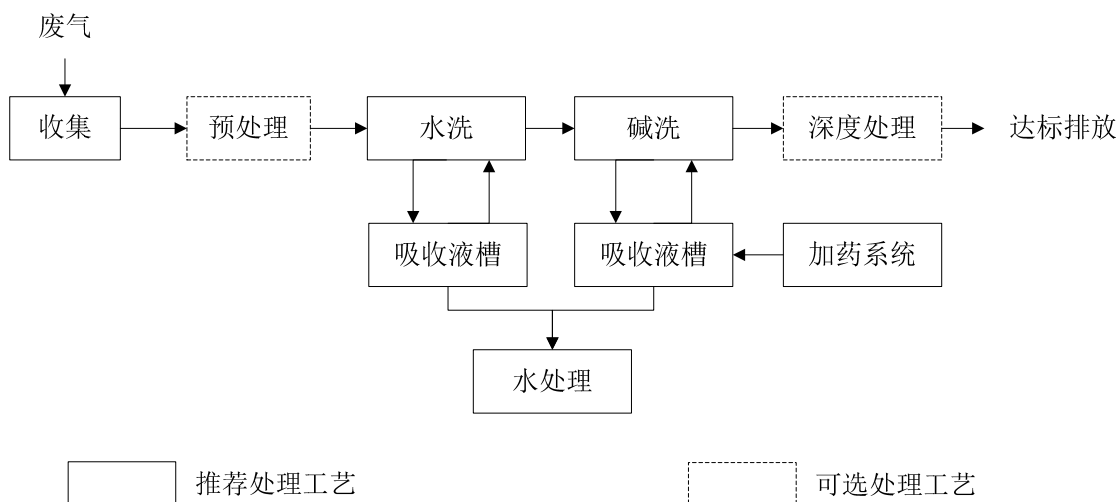 废气
收集
预处理
水洗
碱洗
深度处理
达标排放
吸收液槽
吸收液槽
加药系统
水处理
推荐处理工艺
可选处理工艺